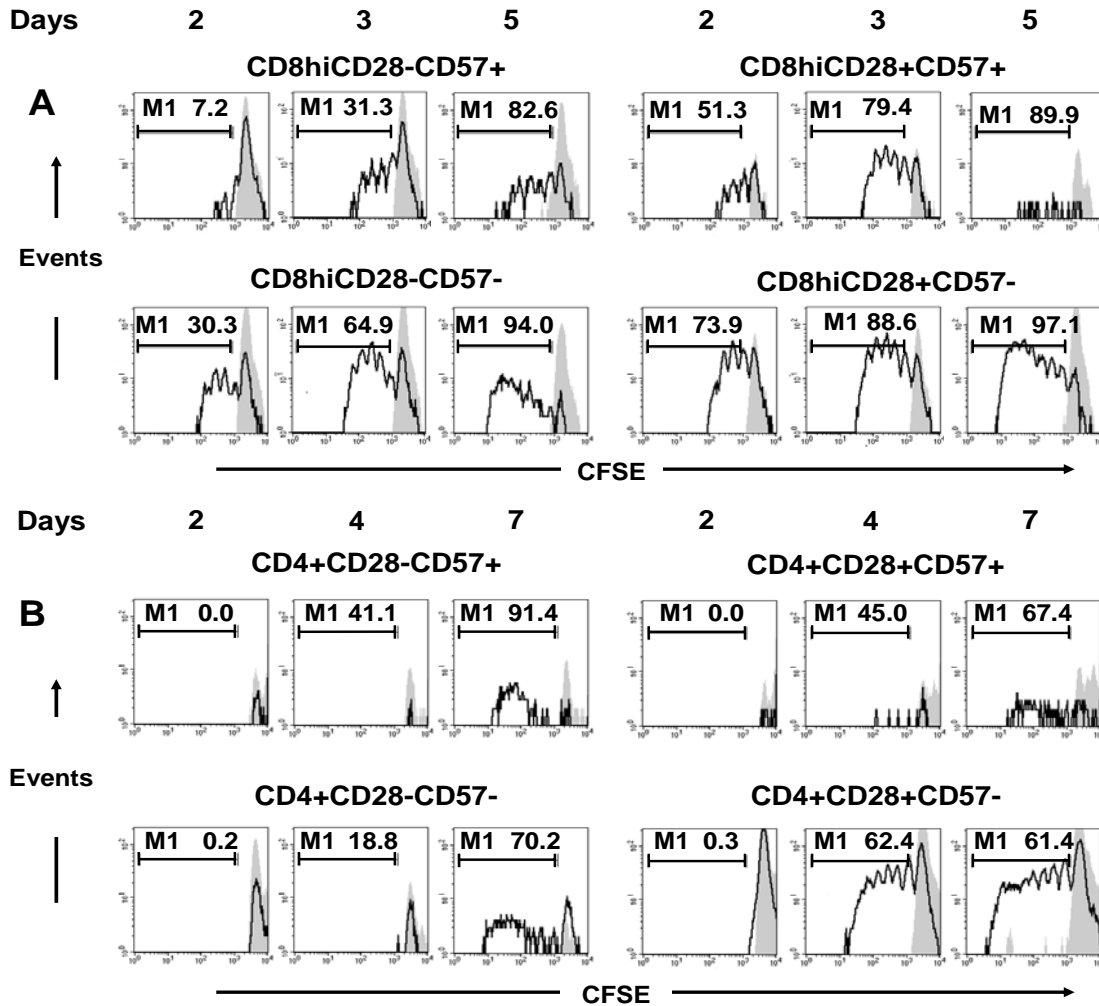 Days 2 3 5 2 3 5
CD8hiCD28-CD57+ CD8hiCD28+CD57+
A
M1 7.2 M1 31.3 M1 82.6 M1 51.3 M1 79.4 M1 89.9
Events
CD8hiCD28-CD57- CD8hiCD28+CD57-
M1 30.3 M1 64.9 M1 94.0 M1 73.9 M1 88.6 M1 97.1
CFSE
Days 2 4 7 2 4 7
CD4+CD28-CD57+ CD4+CD28+CD57+
B
M1 0.0 M1 41.1 M1 91.4 M1 0.0 M1 45.0 M1 67.4
Events
CD4+CD28-CD57- CD4+CD28+CD57-
M1 0.2 M1 18.8 M1 70.2 M1 0.3 M1 62.4 M1 61.4
CFSE